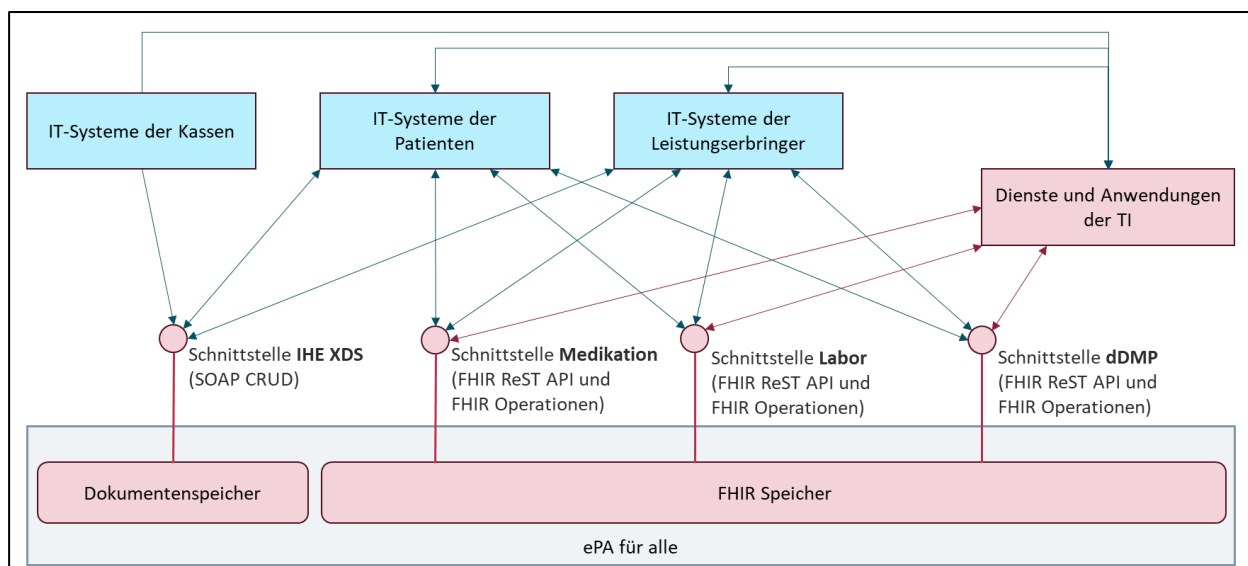 IT-Systeme der Kassen
IT-Systeme der
Patienten
IT-Systeme der
Leistungserbringer
Dienste und Anwendungen
der TI
Schnittstelle IHE XDS
(SOAP CRUD)
Schnittstelle Medikation
(FHIR ReST API und
FHIR Operationen)
Schnittstelle Labor
(FHIR ReST API und
FHIR Operationen)
Schnittstelle dDMP
(FHIR ReST API und
FHIR Operationen)
Dokumentenspeicher
FHIR Speicher
ePA für alle